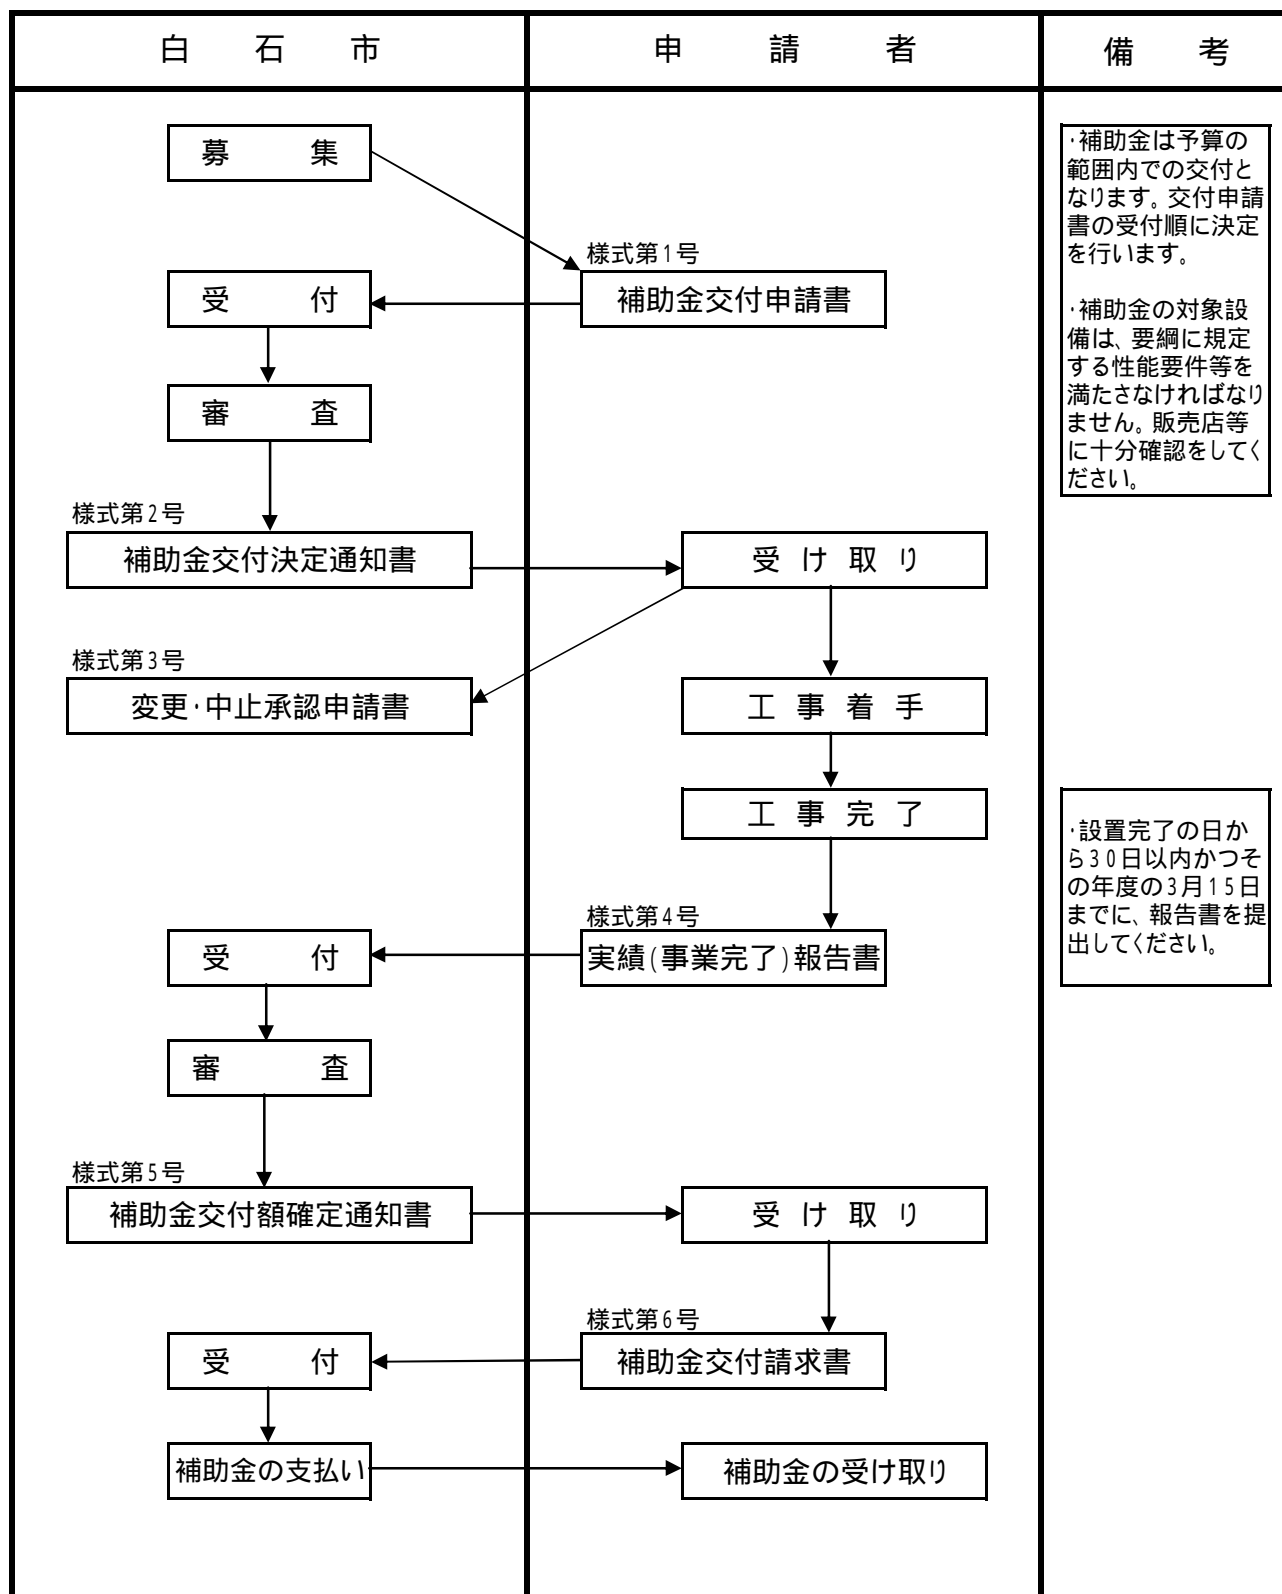 白石市
申請者
備考
募集
・補助金は予算の
範囲内での交付と
なります。交付申請
書の受付順に決定
を行います。
・補助金の対象設
備は、要綱に規定
する性能要件等を
満たさなければなり
ません。販売店等
に十分確認をしてく
ださい。
様式第1号
受付
補助金交付申請書
審査
様式第2号
補助金交付決定通知書
受け取り
様式第3号
変更・中止承認申請書
工事着手
工事完了
・設置完了の日か
ら30日以内かつそ
の年度の3月15日
までに、報告書を提
出してください。
様式第4号
受付
実績(事業完了)報告書
審査
様式第5号
補助金交付額確定通知書
受け取り
様式第6号
受付
補助金交付請求書
補助金の支払い
補助金の受け取り